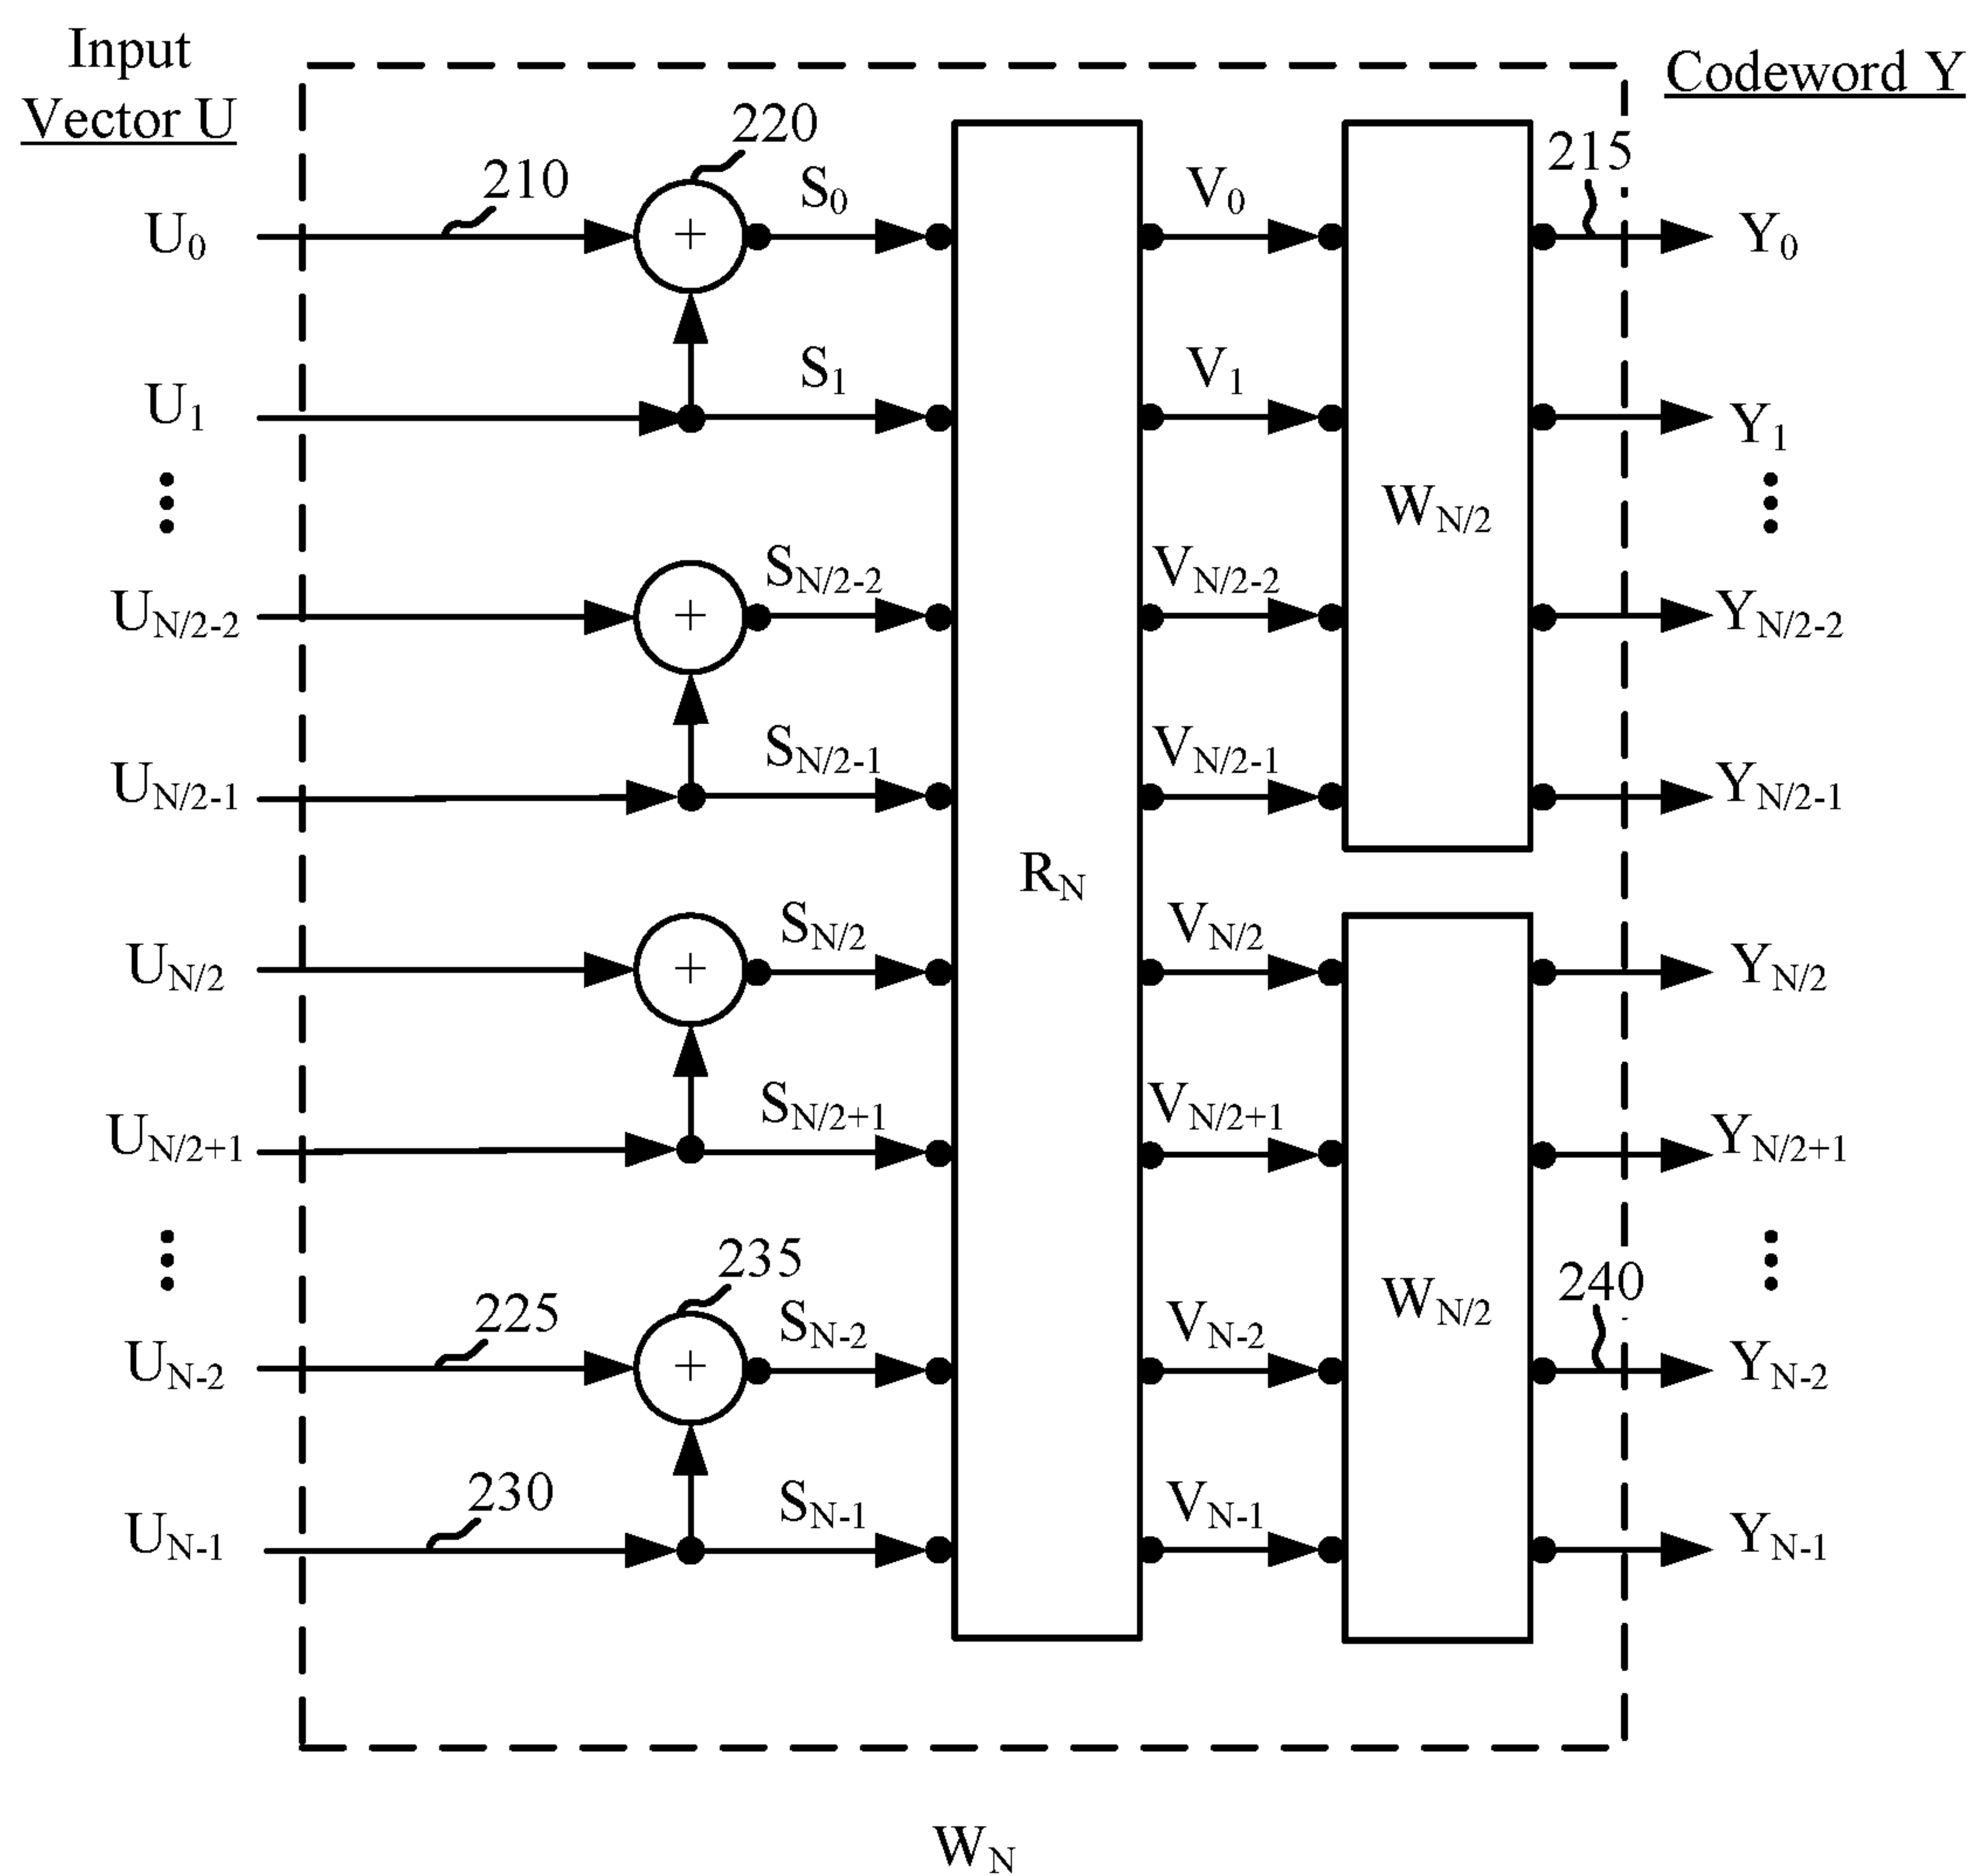 Input
Vector U
Codeword Y
220
210
215
U0
+
S0
V0
Y0
U1
S1
V1
Y1
WN/2
UN/2-2
+
SN/2-2
VN/2-2
YN/2-2
UN/2-1
SN/2-1
VN/2-1
YN/2-1
RN
UN/2
+
SN/2
VN/2
YN/2
UN/2+1
SN/2+1
VN/2+1
YN/2+1
235
225
240
WN/2
UN-2
+
SN-2
VN-2
YN-2
230
UN-1
SN-1
VN-1
YN-1
WN